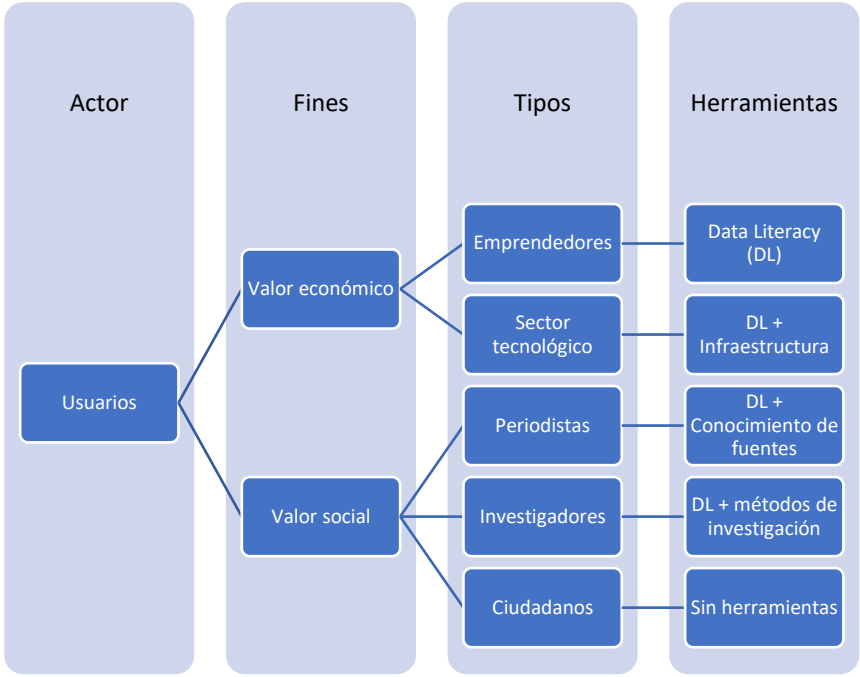 Actor
Fines
Tipos
Herramientas
Usuarios
Valor económico
Valor social
Emprendedores
Sector
tecnológico
Periodistas
Investigadores
Ciudadanos
Data Literacy
(DL)
DL +
Infraestructura
DL +
Conocimiento de
fuentes
DL + métodos de
investigación
Sin herramientas